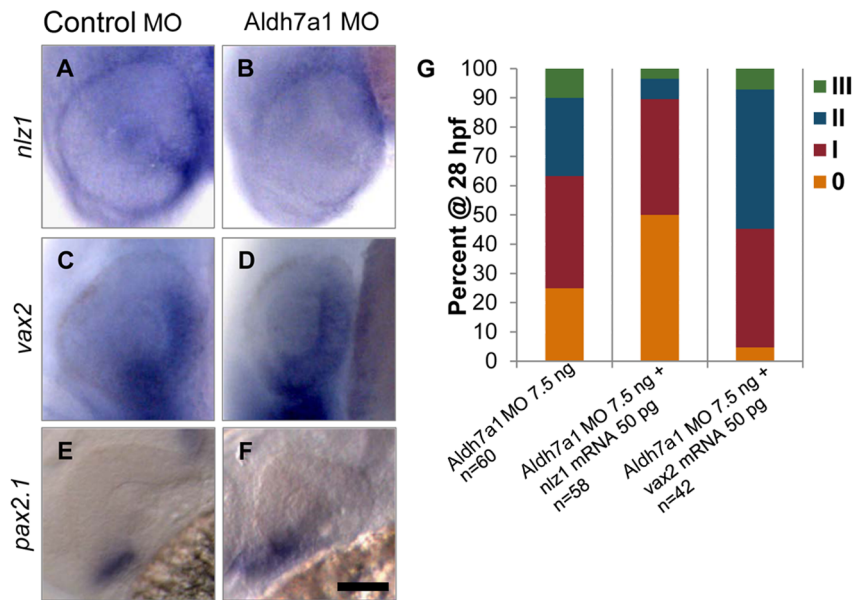 Control MO
Aldh7a1 MO
A
B
nlz1
C
D
vax2
E
F
pax2.1
G
Percent @ 28 hpf
100
90
80
70
60
50
40
30
20
10
0
III
II
I
0
Aldh7a1 MO 7.5 ng
n=60
Aldh7a1 MO 7.5 ng +
nlz1 mRNA 50 pg
n=58
Aldh7a1 MO 7.5 ng +
vax2 mRNA 50 pg
n=42